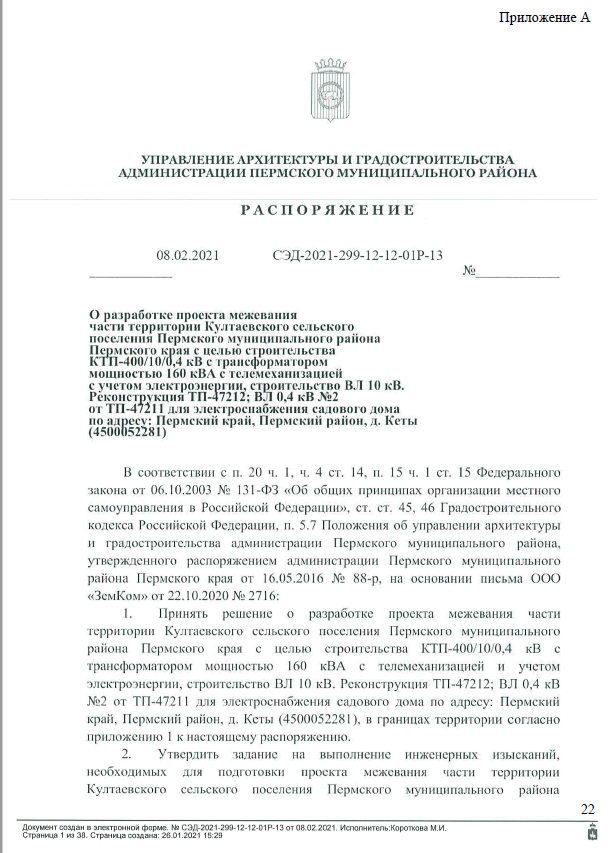 Приложение А
УПРАВЛЕНИЕ АРХИТЕКТУРЫ И ГРАДОСТРОИТЕЛЬСТВА
АДМИНИСТРАЦИИ ПЕРМСКОГО МУНИЦИПАЛЬНОГО РАЙОНА
РАСПОРЯЖЕНИЕ
08.02.2021 СЭД-2021-299-12-12-01Р-13
____________ №____________
О разработке проекта межевания
части территории Култаевского сельского
поселения Пермского муниципального района
Пермского края с целью строительства
КТП-400/10/0,4 кВ с трансформатором
мощностью 160 кВА с телемеханизацией
с учетом электроэнергии, строительство ВЛ 10 кВ.
Реконструкция ТП-47212; ВЛ 0,4 кВ №2
от ТП-47211 для электроснабжения садового дома
по адресу: Пермский край, Пермский район, д. Кеты
(4500052281)
В соответствии с п. 20 ч. 1, ч. 4 ст. 14, п. 15 ч. 1 ст. 15 Федерального
закона от 06.10.2003 № 131-ФЗ «Об общих принципах организации местного
самоуправления в Российской Федерации», ст. ст. 45, 46 Градостроительного
кодекса Российской Федерации, п. 5.7 Положения об управлении архитектуры
и градостроительства администрации Пермского муниципального района,
утвержденного распоряжением администрации Пермского муниципального
района Пермского края от 16.05.2016 № 88-р, на основании письма ООО
«ЗемКом» от 22.10.2020 № 2716:
1. Принять решение о разработке проекта межевания части
территории Култаевского сельского поселения Пермского муниципального
района Пермского края с целью строительства КТП-400/10/0,4 кВ с
трансформатором мощностью 160 кВА с телемеханизацией и учетом
электроэнергии, строительство ВЛ 10 кВ. Реконструкция ТП-47212; ВЛ 0,4 кВ
№2 от ТП-47211 для электроснабжения садового дома по адресу: Пермский
край, Пермский район, д. Кеты (4500052281), в границах территории согласно
приложению 1 к настоящему распоряжению.
2. Утвердить задание на выполнение инженерных изысканий,
необходимых для подготовки проекта межевания части территории
Култаевского сельского поселения Пермского муниципального района
22
Документ создан в электронной форме. № СЭД-2021-299-12-12-01Р-13 от 08.02.2021. Исполнитель:Короткова М.И.
Страница 1 из 38. Страница создана: 26.01.2021 15:29